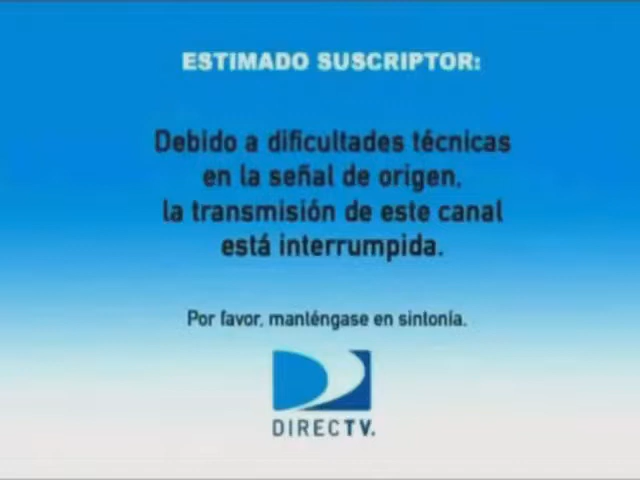 ESTIMADO SUSCRIPTOR:
Debido a dificultades técnicas
en la señal de origen,
la transmisión de este canal
está interrumpida.
Por favor, manténgase en sintonía.
DIRECTV.